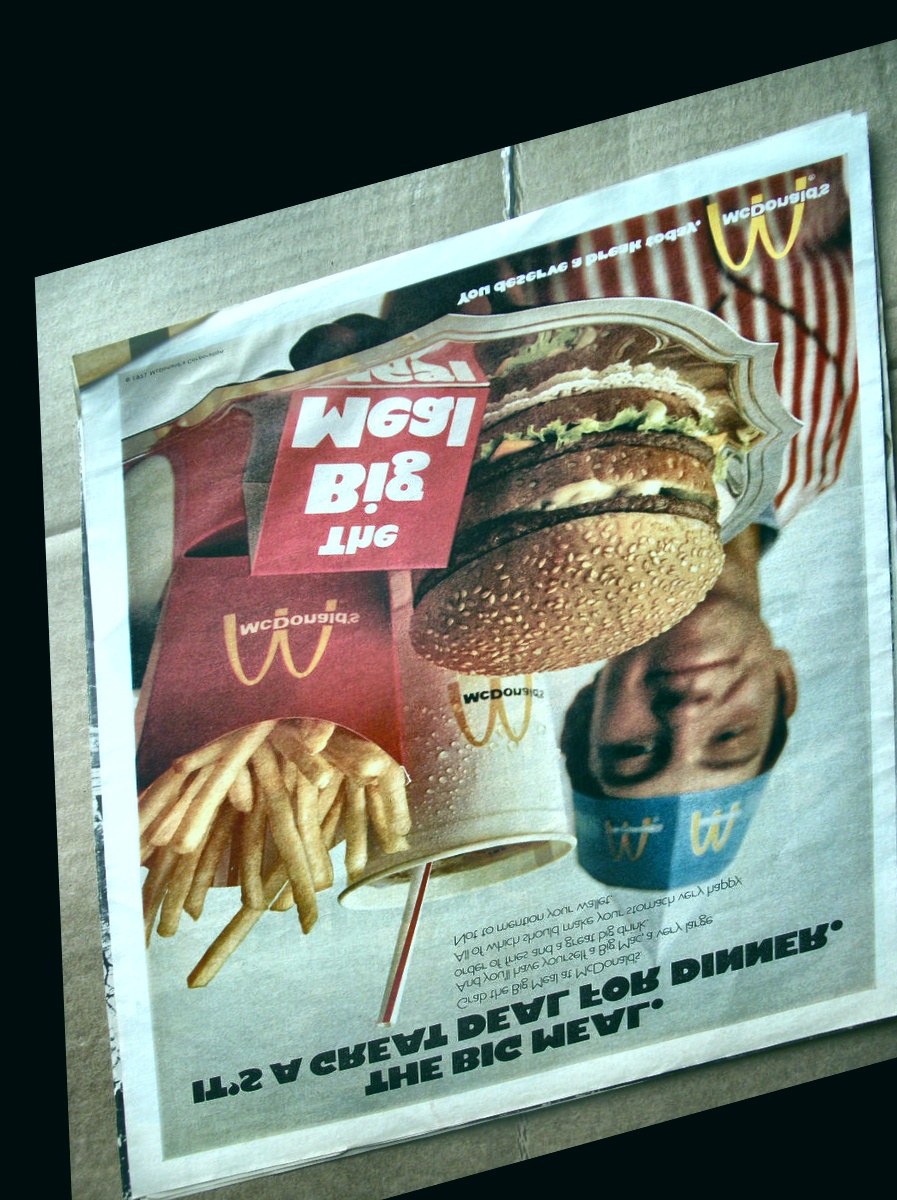 THE BIG MEAL.
IT'S A GREAT DEAL FOR DINNER.
Grab the Big Meal at McDonald's.
And you'll have yourself a Big Mac, a very large
order of fries and a great big drink.
All of which should make your stomach very happy.
Not to mention your wallet.
McDonald's
McDonald's
The
Big
Meal
Meal
You deserve a break today.
McDonald's®